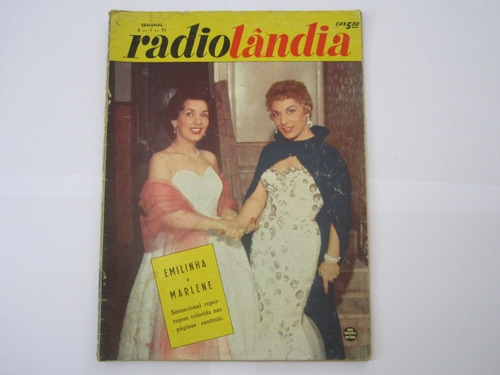 SEMANAL
radiolândia
Cr$ 5,00
EMILINHA
e
MARLENE
Sensacional repor-
tagem colorida nas
páginas centrais.